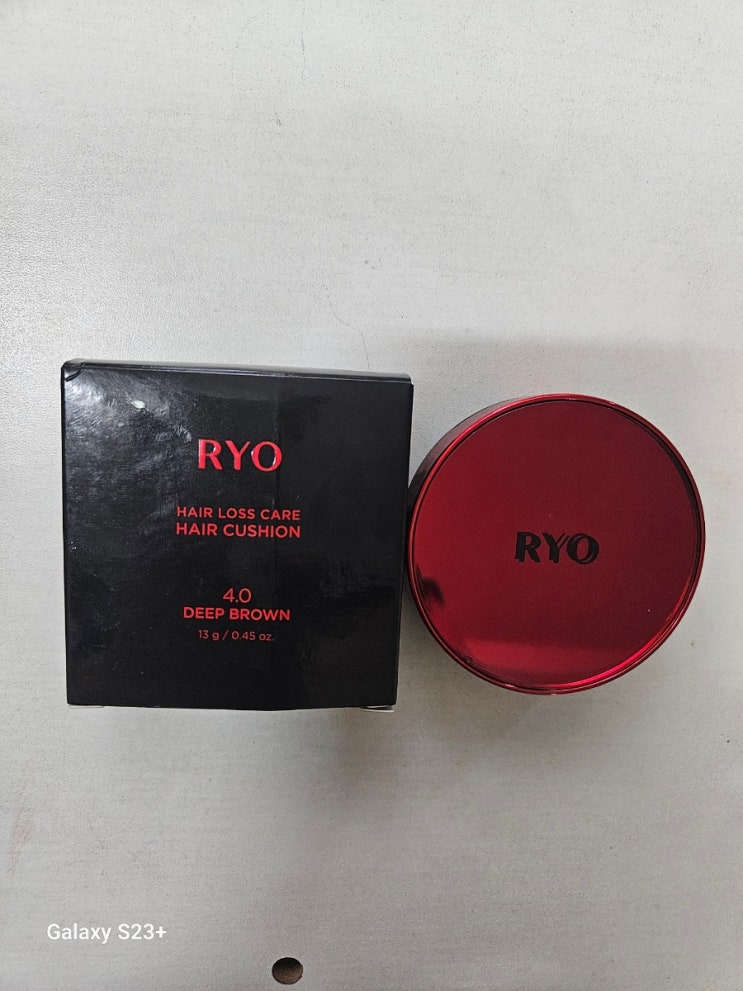 RYO
HAIR LOSS CARE
HAIR CUSHION
4.0
DEEP BROWN
13 g / 0.45 oz.
RYO
Galaxy S23+